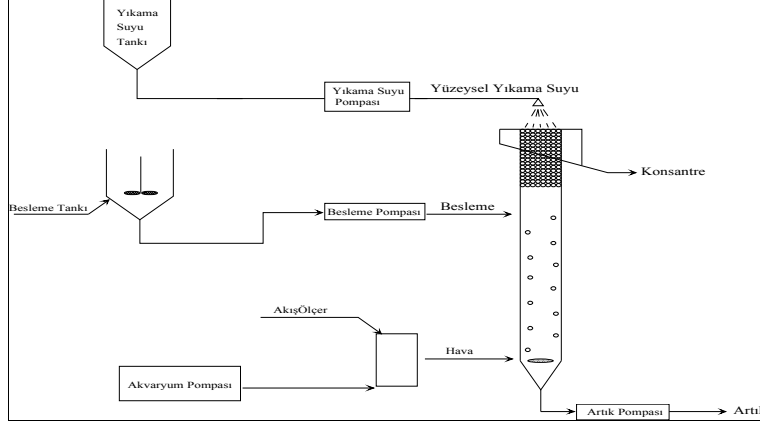 Yıkama
Suyu
Tankı
Yıkama Suyu
Pompası
Yüzeysel Yıkama Suyu
Konsantre
Besleme Tankı
Besleme Pompası
Besleme
AkışÖlçer
Hava
Akvaryum Pompası
Artık Pompası
Artık